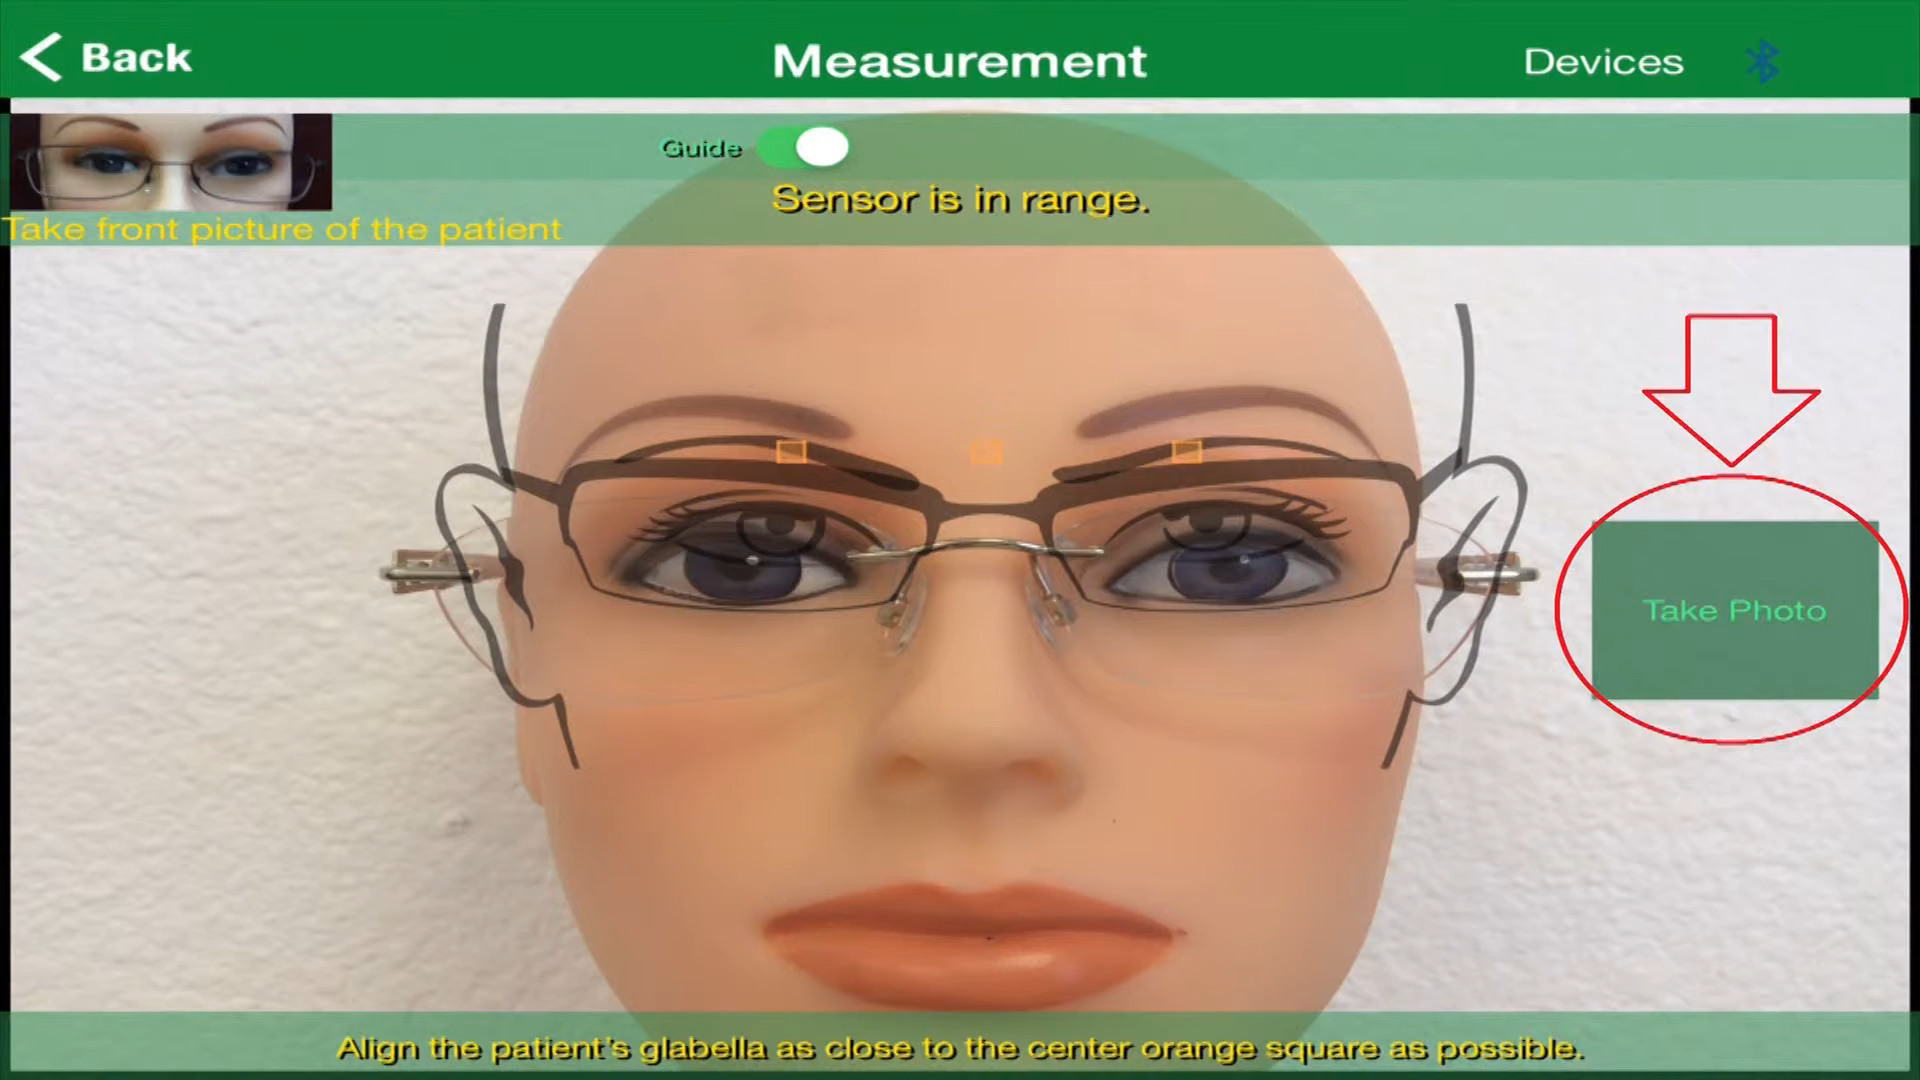 Back
Measurement
Devices
Guide
Sensor is in range.
Take front picture of the patient
Take Photo
Align the patient's glabella as close to the center orange square as possible.